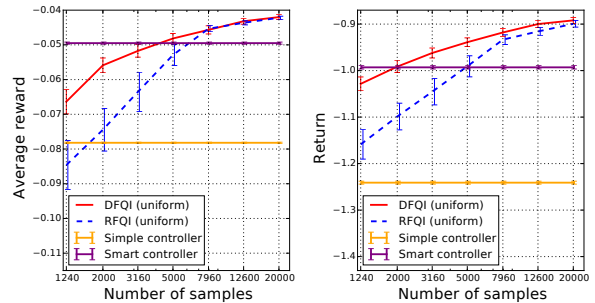 Average reward
−0.04
−0.05
−0.06
−0.07
−0.08
−0.09
−0.10
−0.11
DFQI (uniform)
RFQI (uniform)
Simple controller
Smart controller
1240 2000 3160 5000 7960 12600 20000
Number of samples
Return
−0.9
−1.0
−1.1
−1.2
−1.3
−1.4
DFQI (uniform)
RFQI (uniform)
Simple controller
Smart controller
1240 2000 3160 5000 7960 12600 20000
Number of samples